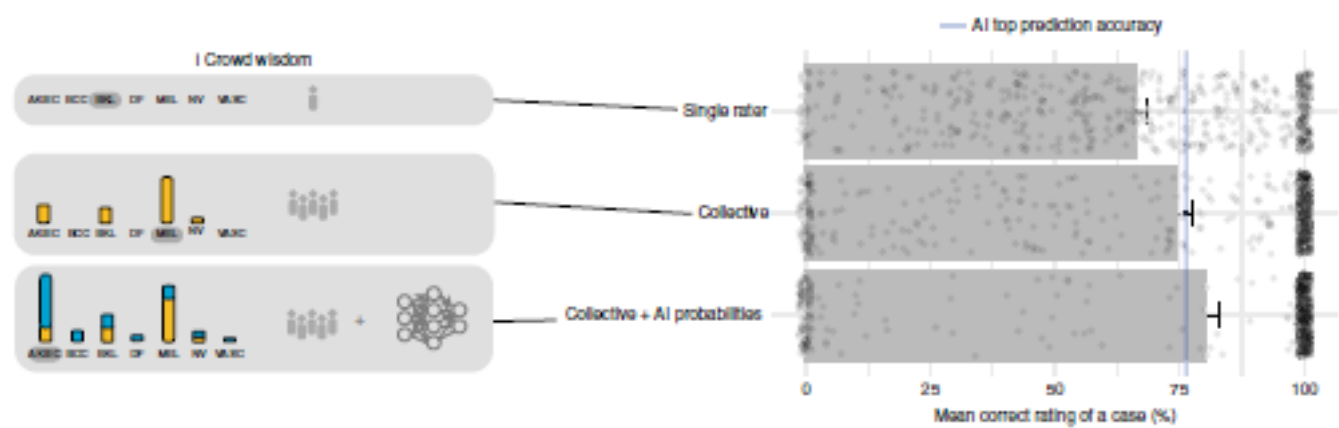 AI top prediction accuracy
I Crowd wisdom
AKIEC BCC BKL DF MEL NV VASC
Single rater
Collective
AKIEC BCC BKL DF MEL NV VASC
Collective + AI probabilities
+
AKIEC BCC BKL DF MEL NV VASC
0 25 50 75 100
Mean correct rating of a case (%)